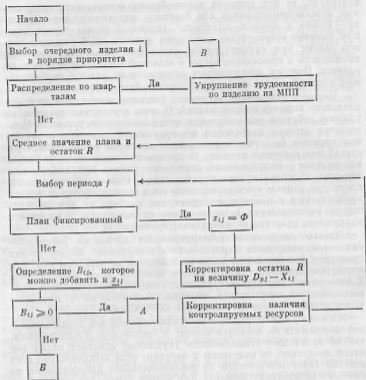 Начало
Выбор очередного изделия i
в порядке приоритета
В
Распределение по квар-
талам
Да
Укрупнение трудоемкости
по изделию из МПП
Нет
Среднее значение плана и
остаток R
Выбор периода j
План фиксированный
Да
x_ij = Ф
Нет
Определение B_ij, которое
можно добавить к x_ij
Корректировка остатка R
на величину D_рj — X_ij
B_ij ⩾ 0
Да
А
Корректировка наличия
контролируемых ресурсов
Нет
Б